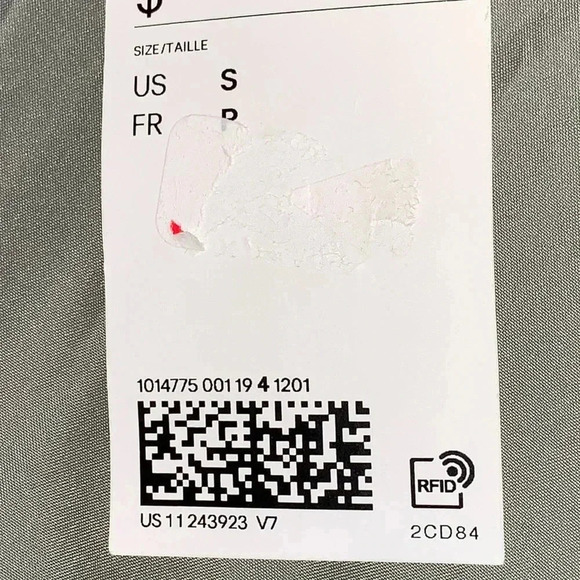 $
SIZE/TAILLE
US S
FR P
1014775 001 19 4 1201
US 11 243923 V7
RFID
2CD84